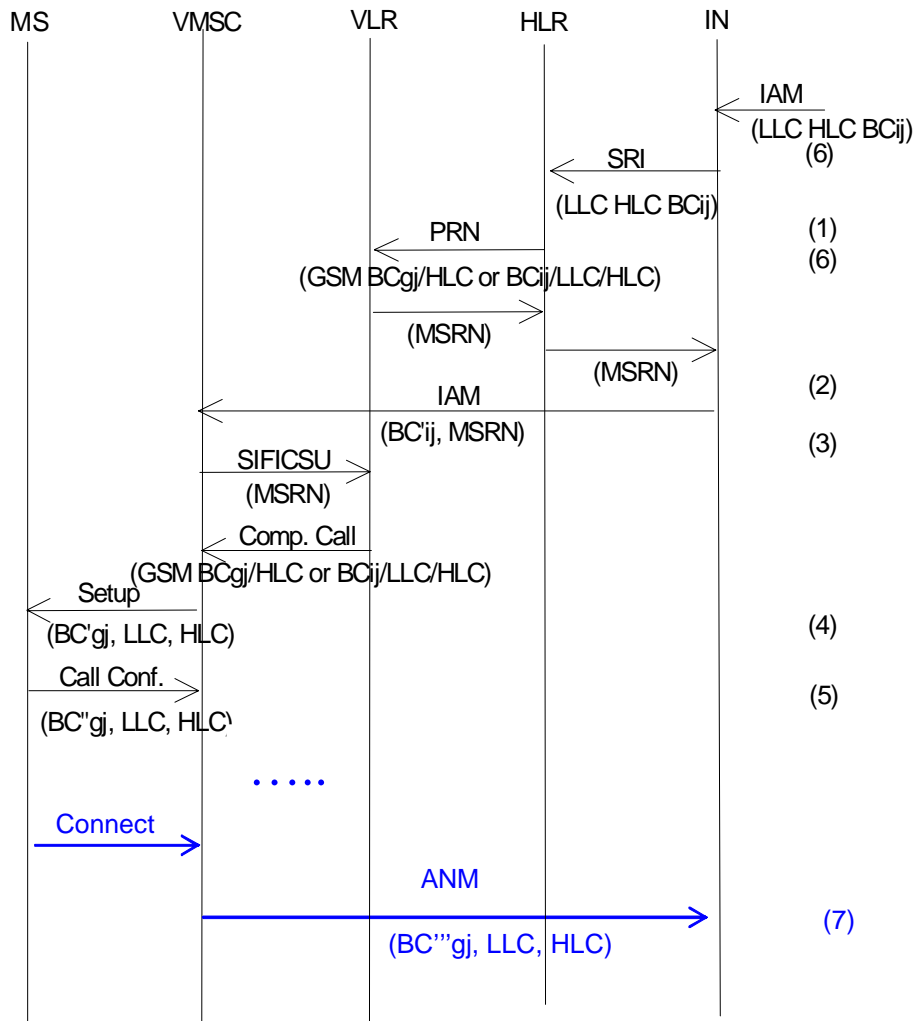 MS VMSC VLR HLR IN
IAM
(LLC HLC BCij)
(6)
SRI
(LLC HLC BCij)
(1)
PRN
(6)
(GSM BCgj/HLC or BCij/LLC/HLC)
(MSRN)
(MSRN)
(2)
IAM
(BC'ij, MSRN)
(3)
SIFICSU
(MSRN)
Comp. Call
(GSM BCgj/HLC or BCij/LLC/HLC)
Setup
(BC'gj, LLC, HLC)
(4)
Call Conf.
(5)
(BC"gj, LLC, HLC)
.....
Connect
ANM
(7)
(BC’’’gj, LLC, HLC)